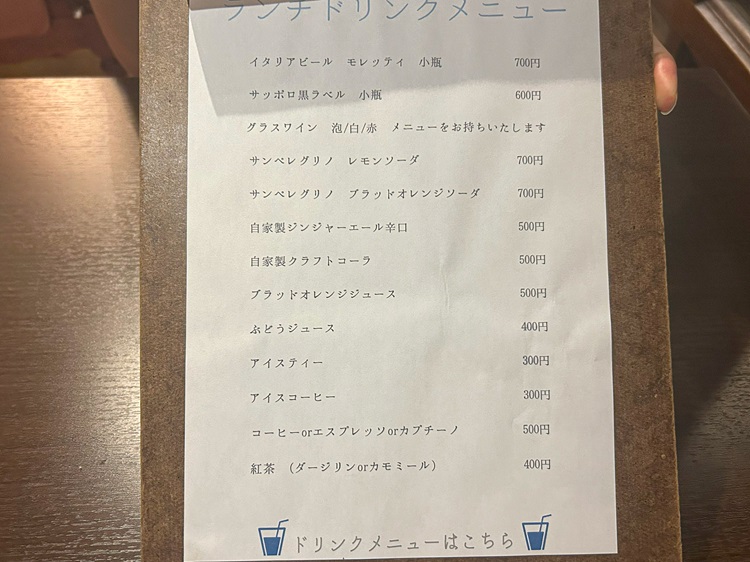 ランチドリンクメニュー
イタリアビール　モレッティ　小瓶　700円
サッポロ黒ラベル　小瓶　600円
グラスワイン　泡/白/赤　メニューをお持ちいたします
サンペレグリノ　レモンソーダ　700円
サンペレグリノ　ブラッドオレンジソーダ　700円
自家製ジンジャーエール辛口　500円
自家製クラフトコーラ　500円
ブラッドオレンジジュース　500円
ぶどうジュース　400円
アイスティー　300円
アイスコーヒー　300円
コーヒーorエスプレッソorカプチーノ　500円
紅茶　（ダージリンorカモミール）　400円
ドリンクメニューはこちら